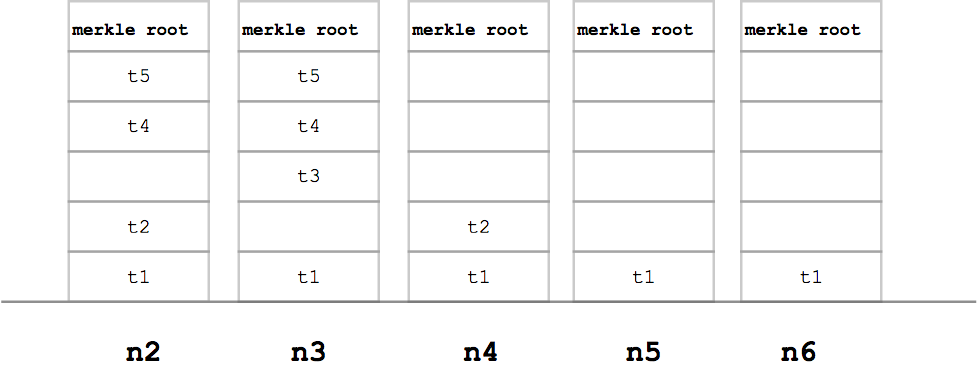 merkle root merkle root merkle root merkle root merkle root
t5 t5
t4 t4
t3
t2 t2
t1 t1 t1 t1 t1
n2 n3 n4 n5 n6